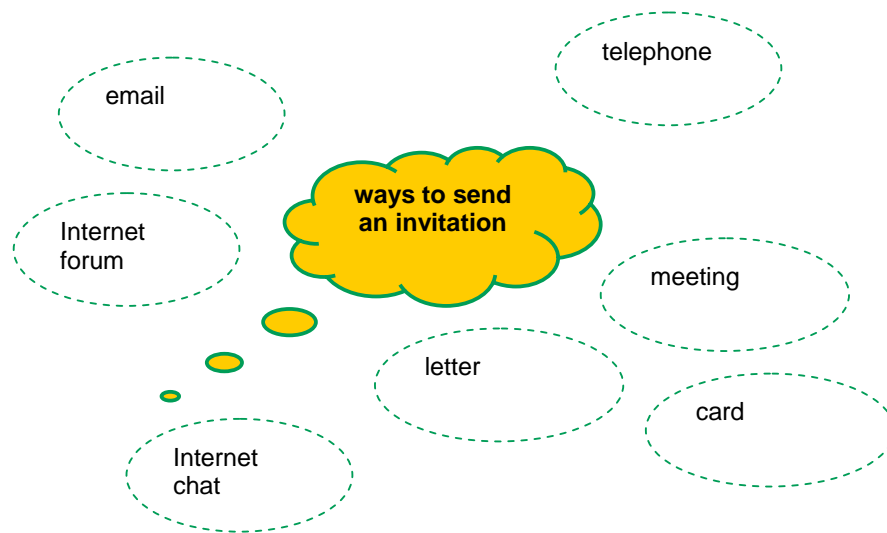 telephone
email
ways to send
an invitation
Internet
forum
meeting
letter
card
Internet
chat